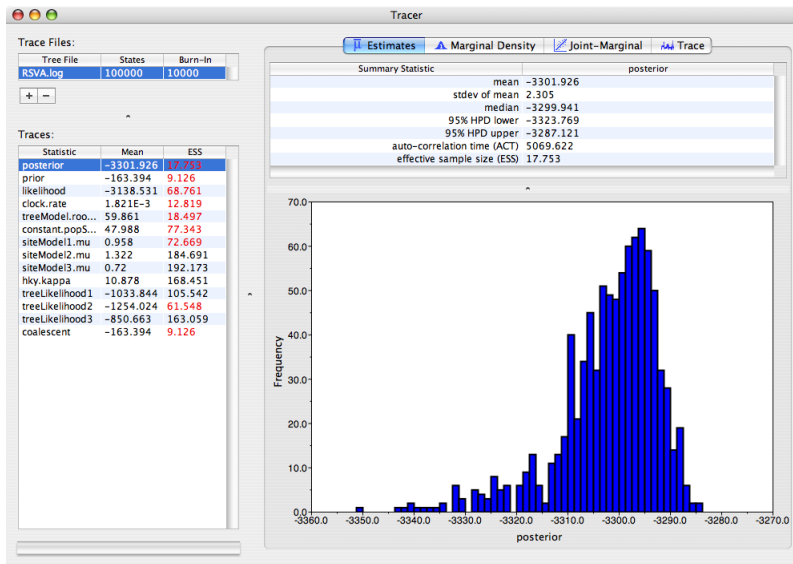 Tracer
Trace Files:
Tree File States Burn-In
RSVA.log 100000 10000
+ −
Traces:
Statistic Mean ESS
posterior -3301.926 17.753
prior -163.394 9.126
likelihood -3138.531 68.761
clock.rate 1.821E-3 12.819
treeModel.roo... 59.861 18.497
constant.popS... 47.988 77.343
siteModel1.mu 0.958 72.669
siteModel2.mu 1.322 184.691
siteModel3.mu 0.72 192.173
hky.kappa 10.878 168.451
treeLikelihood1 -1033.844 105.542
treeLikelihood2 -1254.024 61.548
treeLikelihood3 -850.663 163.059
coalescent -163.394 9.126
Estimates Marginal Density Joint-Marginal Trace
Summary Statistic posterior
mean -3301.926
stdev of mean 2.305
median -3299.941
95% HPD lower -3323.769
95% HPD upper -3287.121
auto-correlation time (ACT) 5069.622
effective sample size (ESS) 17.753
70.0
60.0
50.0
40.0
30.0
20.0
10.0
0.0
Frequency
-3360.0 -3350.0 -3340.0 -3330.0 -3320.0 -3310.0 -3300.0 -3290.0 -3280.0 -3270.0
posterior